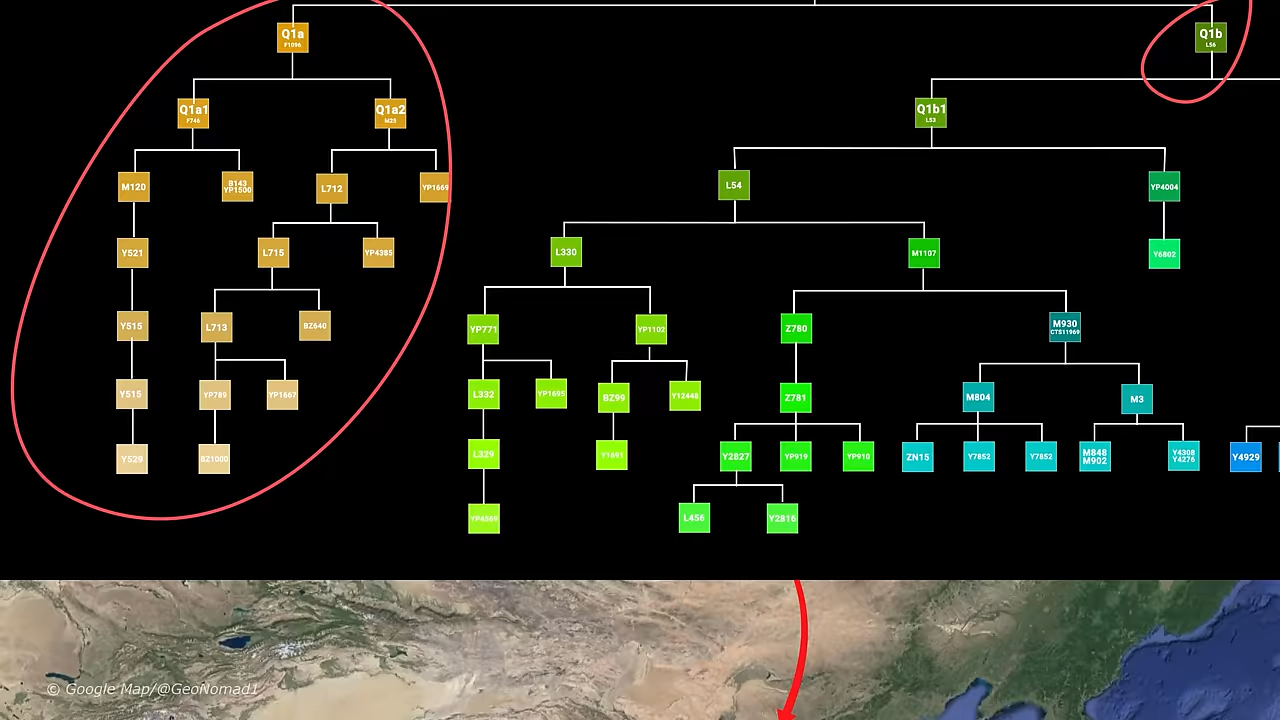 Q1a
F1096
Q1b
L56
Q1a1
F746
Q1a2
M25
Q1b1
L53
M120
B143
YP1500
L712
YP1669
L54
YP4004
Y521
L715
YP4385
L330
M1107
Y6802
Y515
L713
BZ640
YP771
YP1102
Z780
M930
CTS11969
Y515
YP789
YP1667
L332
YP1695
BZ99
Y12448
Z781
M804
M3
Y529
BZ1000
L329
Y1691
Y2827
YP919
YP910
ZN15
Y7852
Y7852
M848
M902
Y4308
Y4276
Y4929
YP4569
L456
Y2816
© Google Map/@GeoNomad1